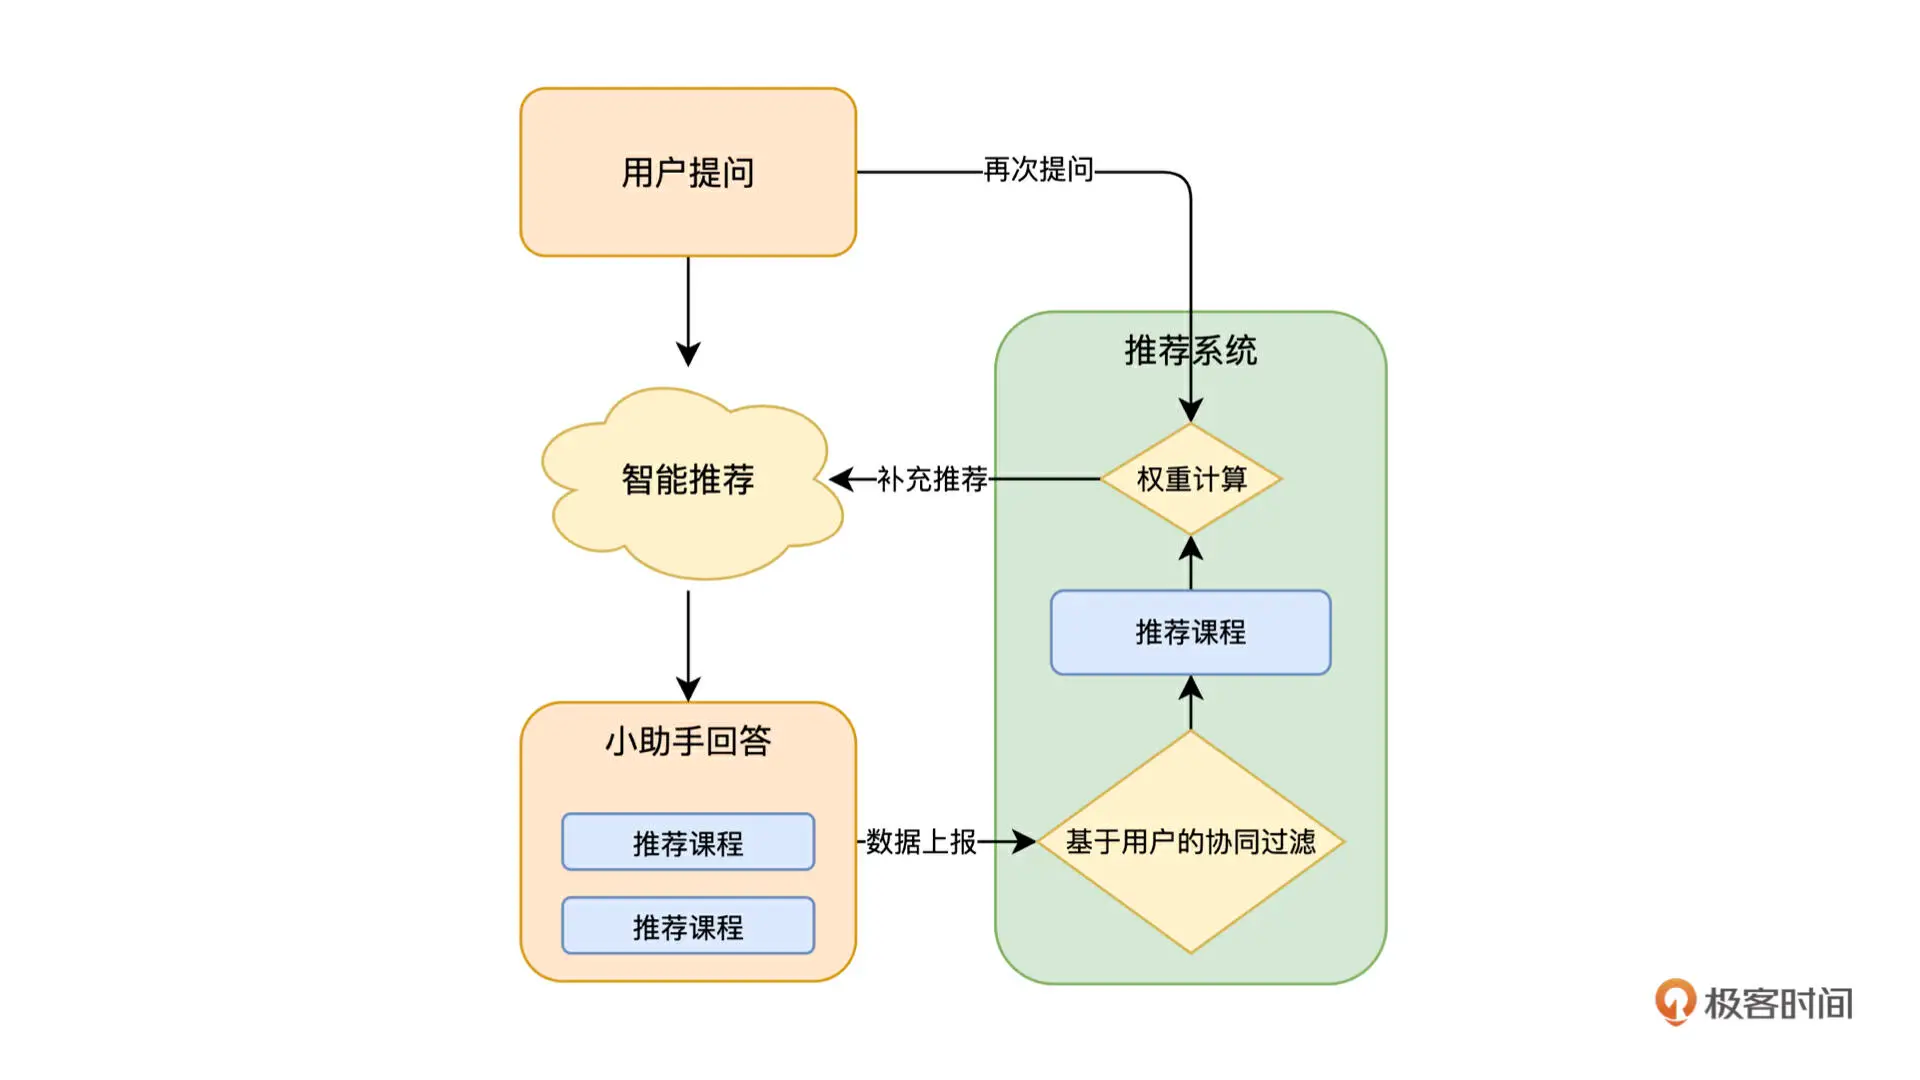 用户提问
再次提问
推荐系统
智能推荐
补充推荐
权重计算
推荐课程
小助手回答
推荐课程
推荐课程
数据上报
基于用户的协同过滤
极客时间